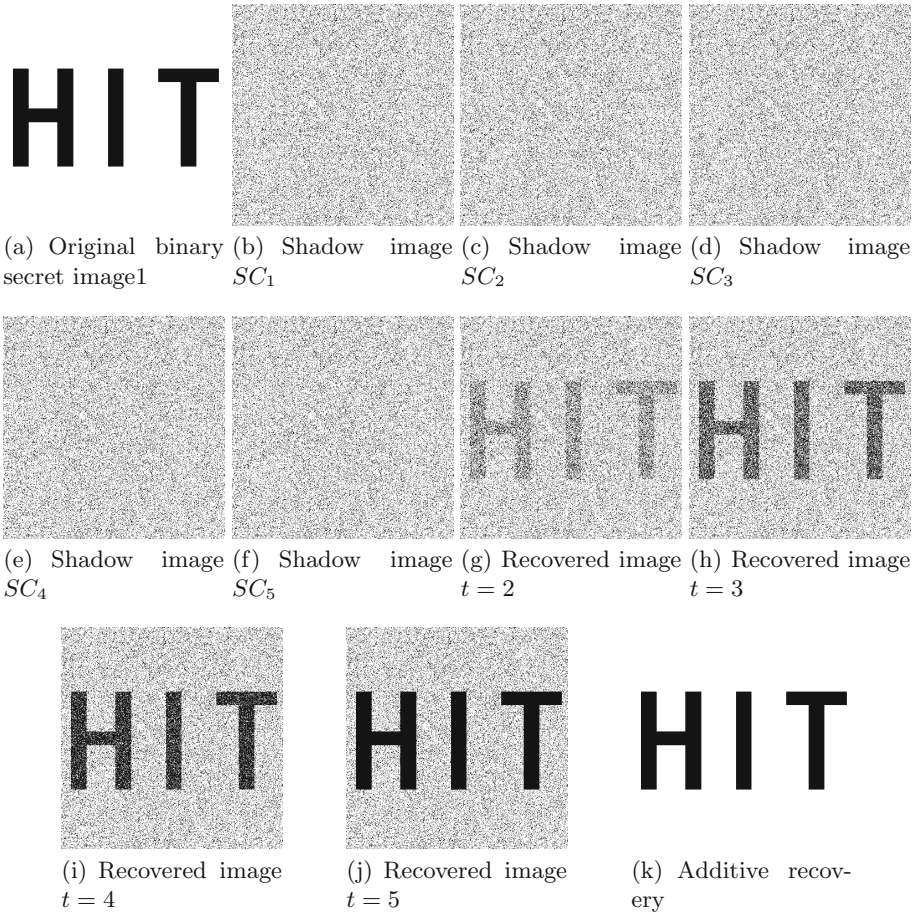 HIT
(a) Original binary secret image1
(b) Shadow image SC₁
(c) Shadow image SC₂
(d) Shadow image SC₃
HIT
HIT
(e) Shadow image SC₄
(f) Shadow image SC₅
(g) Recovered image t = 2
(h) Recovered image t = 3
HIT
HIT
HIT
(i) Recovered image t = 4
(j) Recovered image t = 5
(k) Additive recov-
ery